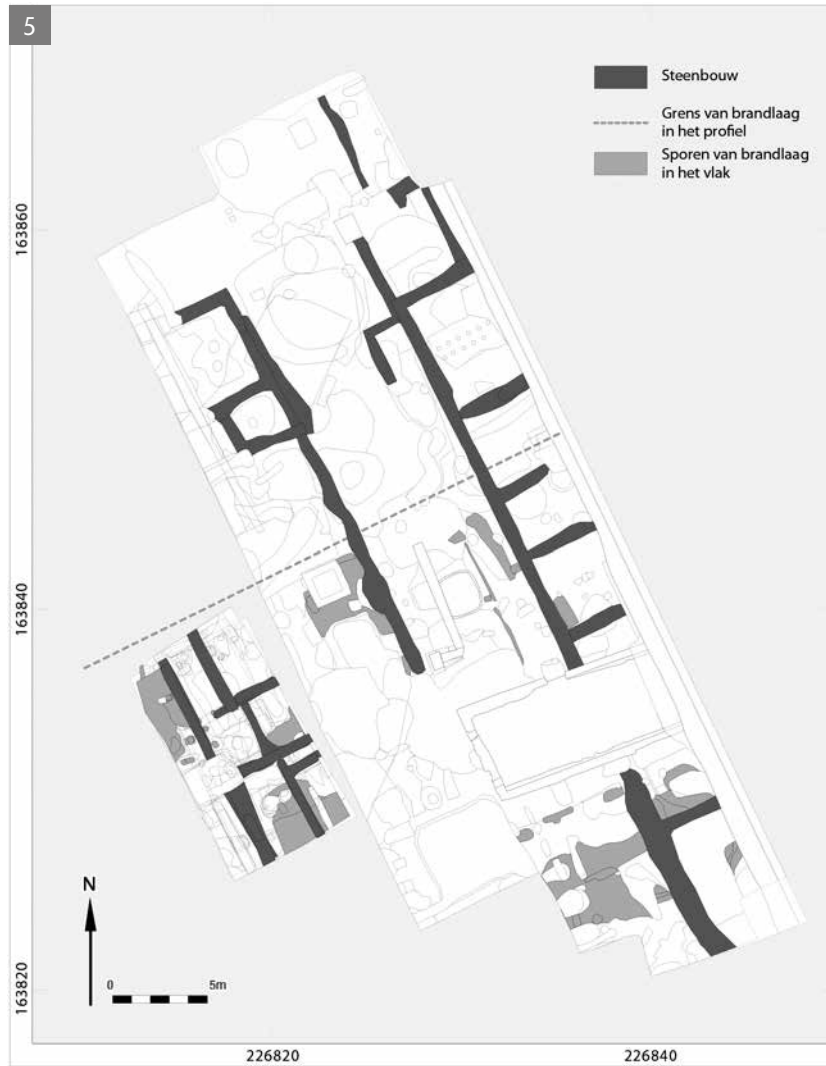 5
Steenbouw
Grens van brandlaag
in het profiel
Sporen van brandlaag
in het vlak
163860
163840
163820
N
0 5m
226820 226840